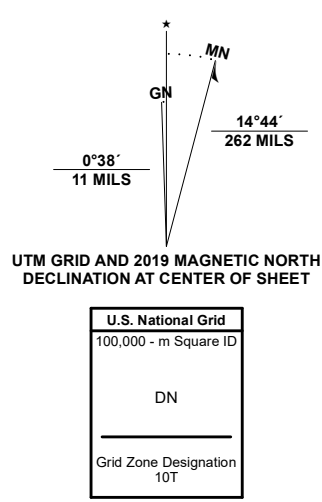 ★
MN
GN
14°44´
262 MILS
0°38´
11 MILS
UTM GRID AND 2019 MAGNETIC NORTH
DECLINATION AT CENTER OF SHEET
U.S. National Grid
100,000 - m Square ID
DN
Grid Zone Designation
10T